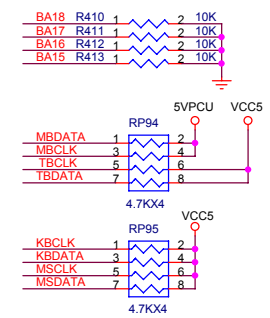 BA18 R410 1 2 10K
BA17 R411 1 2 10K
BA16 R412 1 2 10K
BA15 R413 1 2 10K
5VPCU VCC5
RP94
MBDATA 1 2
MBCLK 3 4
TBCLK 5 6
TBDATA 7 8
4.7KX4
VCC5
RP95
KBCLK 1 2
KBDATA 3 4
MSCLK 5 6
MSDATA 7 8
4.7KX4